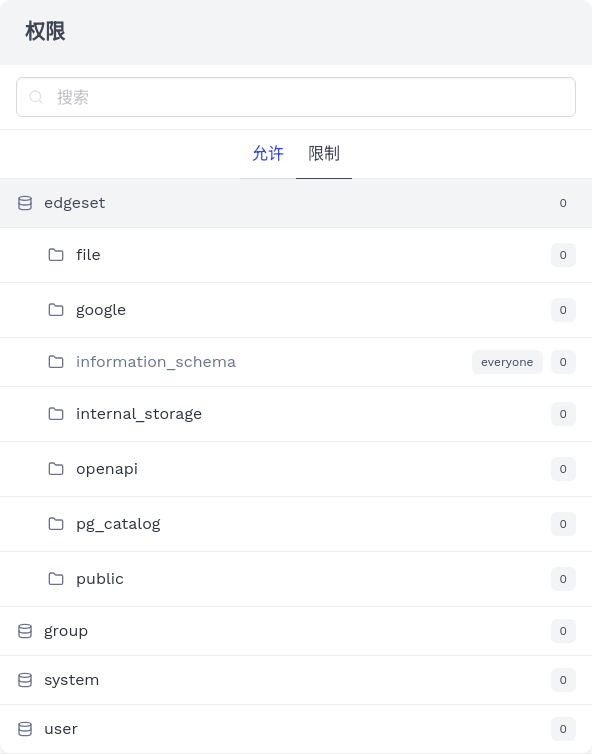 权限
搜索
允许 限制
edgeset 0
file 0
google 0
information_schema everyone 0
internal_storage 0
openapi 0
pg_catalog 0
public 0
group 0
system 0
user 0